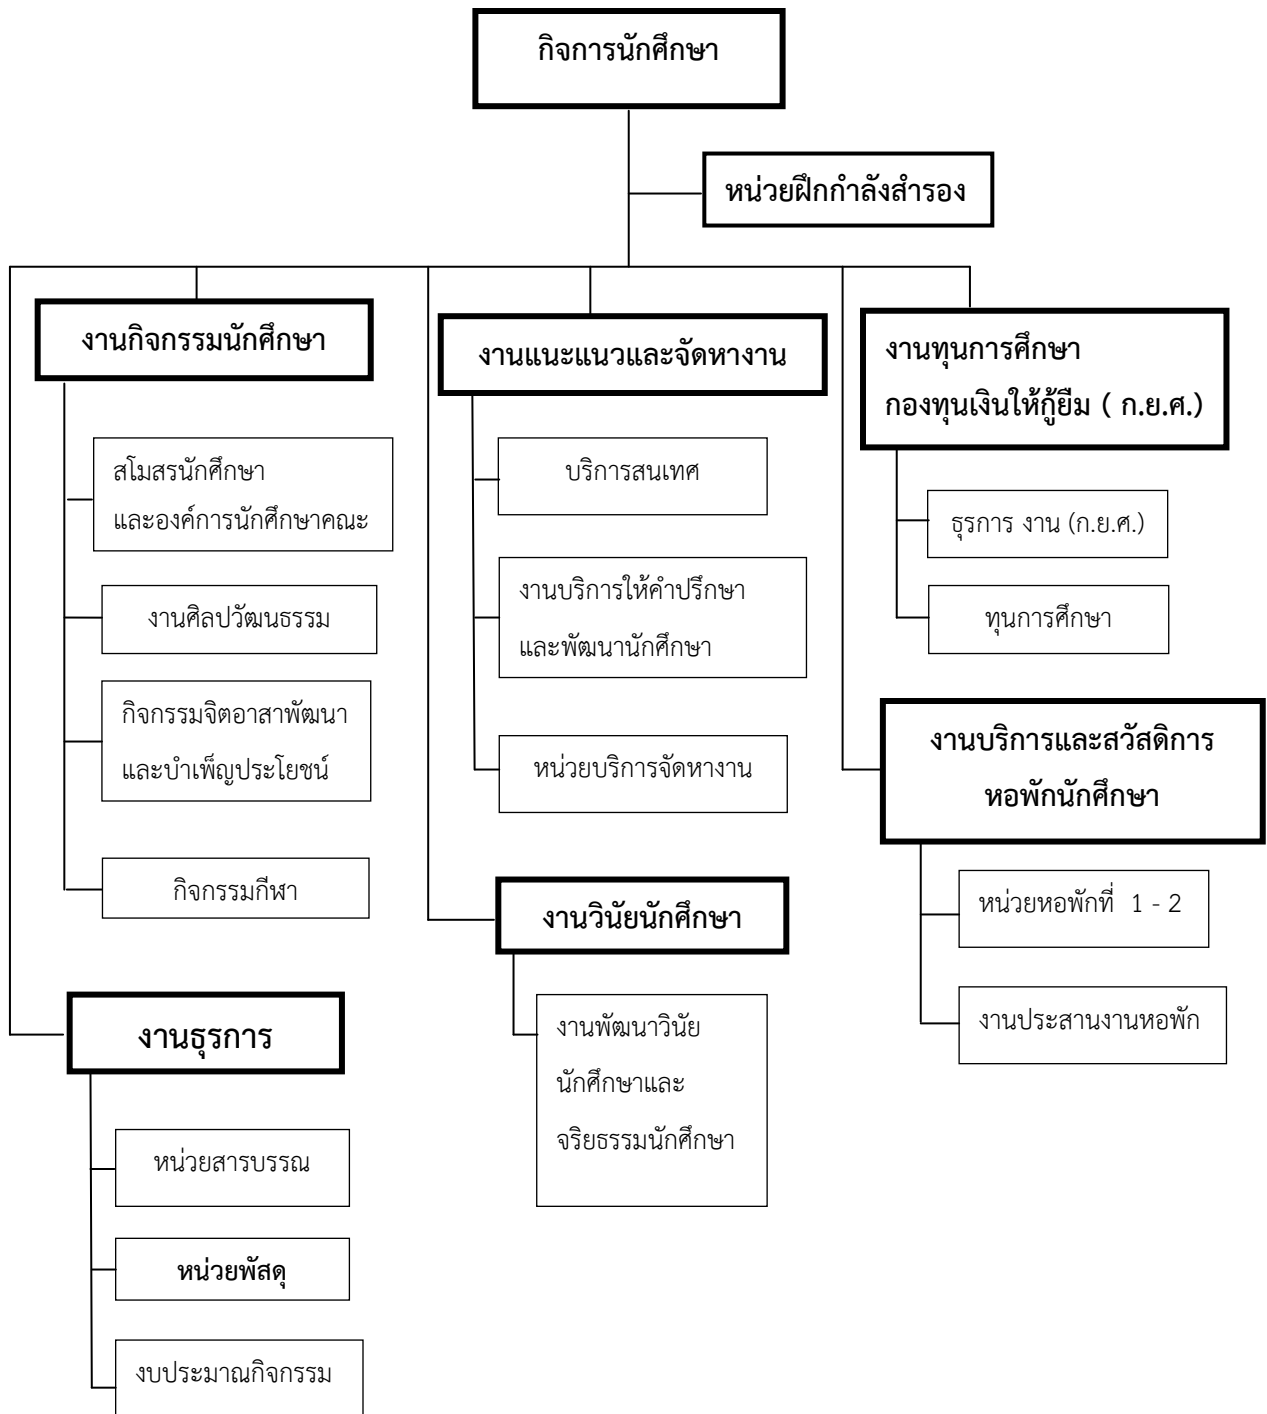 กิจการนักศึกษา
หน่วยฝึกกำลังสำรอง
งานกิจกรรมนักศึกษา
สโมสรนักศึกษา
และองค์การนักศึกษาคณะ
งานศิลปวัฒนธรรม
กิจกรรมจิตอาสาพัฒนา
และบำเพ็ญประโยชน์
กิจกรรมกีฬา
งานธุรการ
หน่วยสารบรรณ
หน่วยพัสดุ
งบประมาณกิจกรรม
งานแนะแนวและจัดหางาน
บริการสนเทศ
งานบริการให้คำปรึกษา
และพัฒนานักศึกษา
หน่วยบริการจัดหางาน
งานวินัยนักศึกษา
งานพัฒนาวินัย
นักศึกษาและ
จริยธรรมนักศึกษา
งานทุนการศึกษา
กองทุนเงินให้กู้ยืม ( ก.ย.ศ.)
ธุรการ งาน (ก.ย.ศ.)
ทุนการศึกษา
งานบริการและสวัสดิการ
หอพักนักศึกษา
หน่วยหอพักที่ 1 - 2
งานประสานงานหอพัก